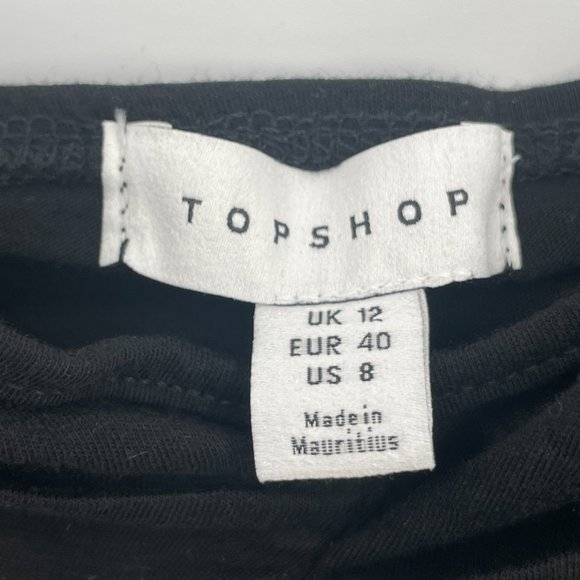 TOPSHOP
UK 12
EUR 40
US 8
Made in
Mauritius